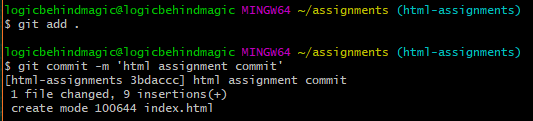 logicbehindmagic@logicbehindmagic MINGW64 ~/assignments (html-assignments)
$ git add .
logicbehindmagic@logicbehindmagic MINGW64 ~/assignments (html-assignments)
$ git commit -m 'html assignment commit'
[html-assignments 3bdaccc] html assignment commit
 1 file changed, 9 insertions(+)
 create mode 100644 index.html